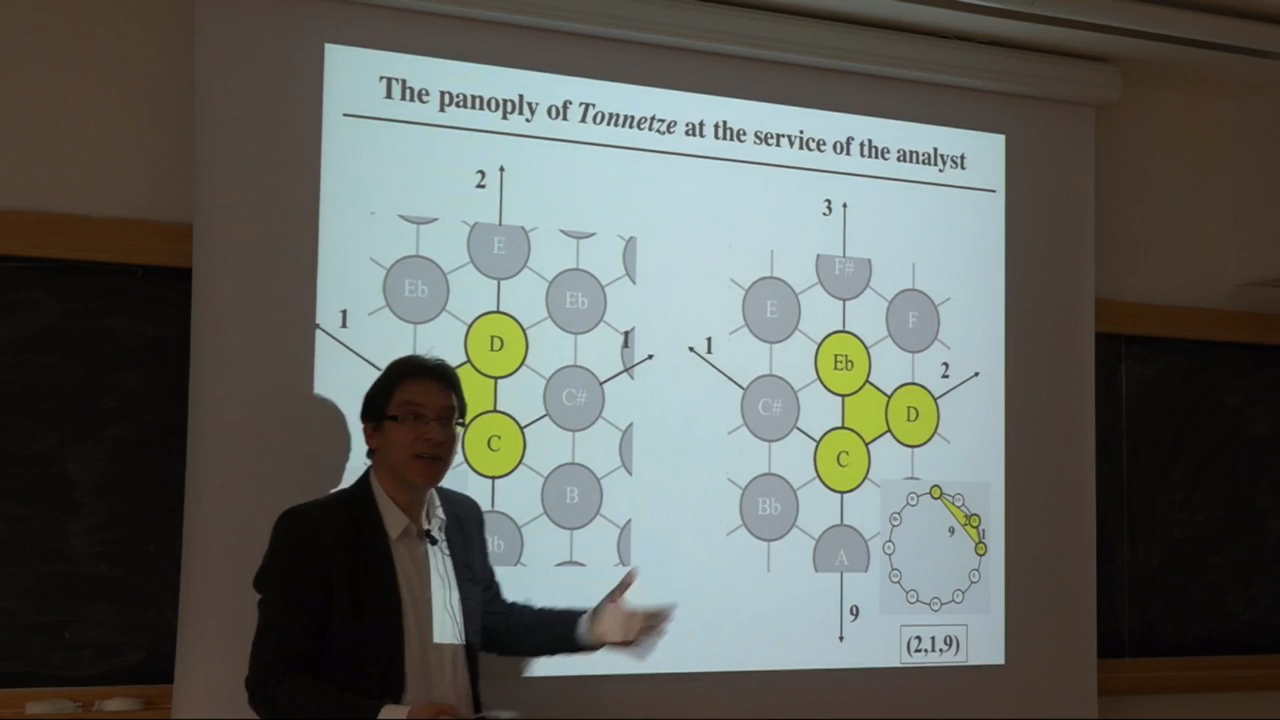 The panoply of Tonnetze at the service of the analyst
2
3
E
F#
Eb
Eb
E
F
1
1
1
2
D
Eb
C#
C#
D
C
C
B
Bb
A
9
2
1
9
(2,1,9)